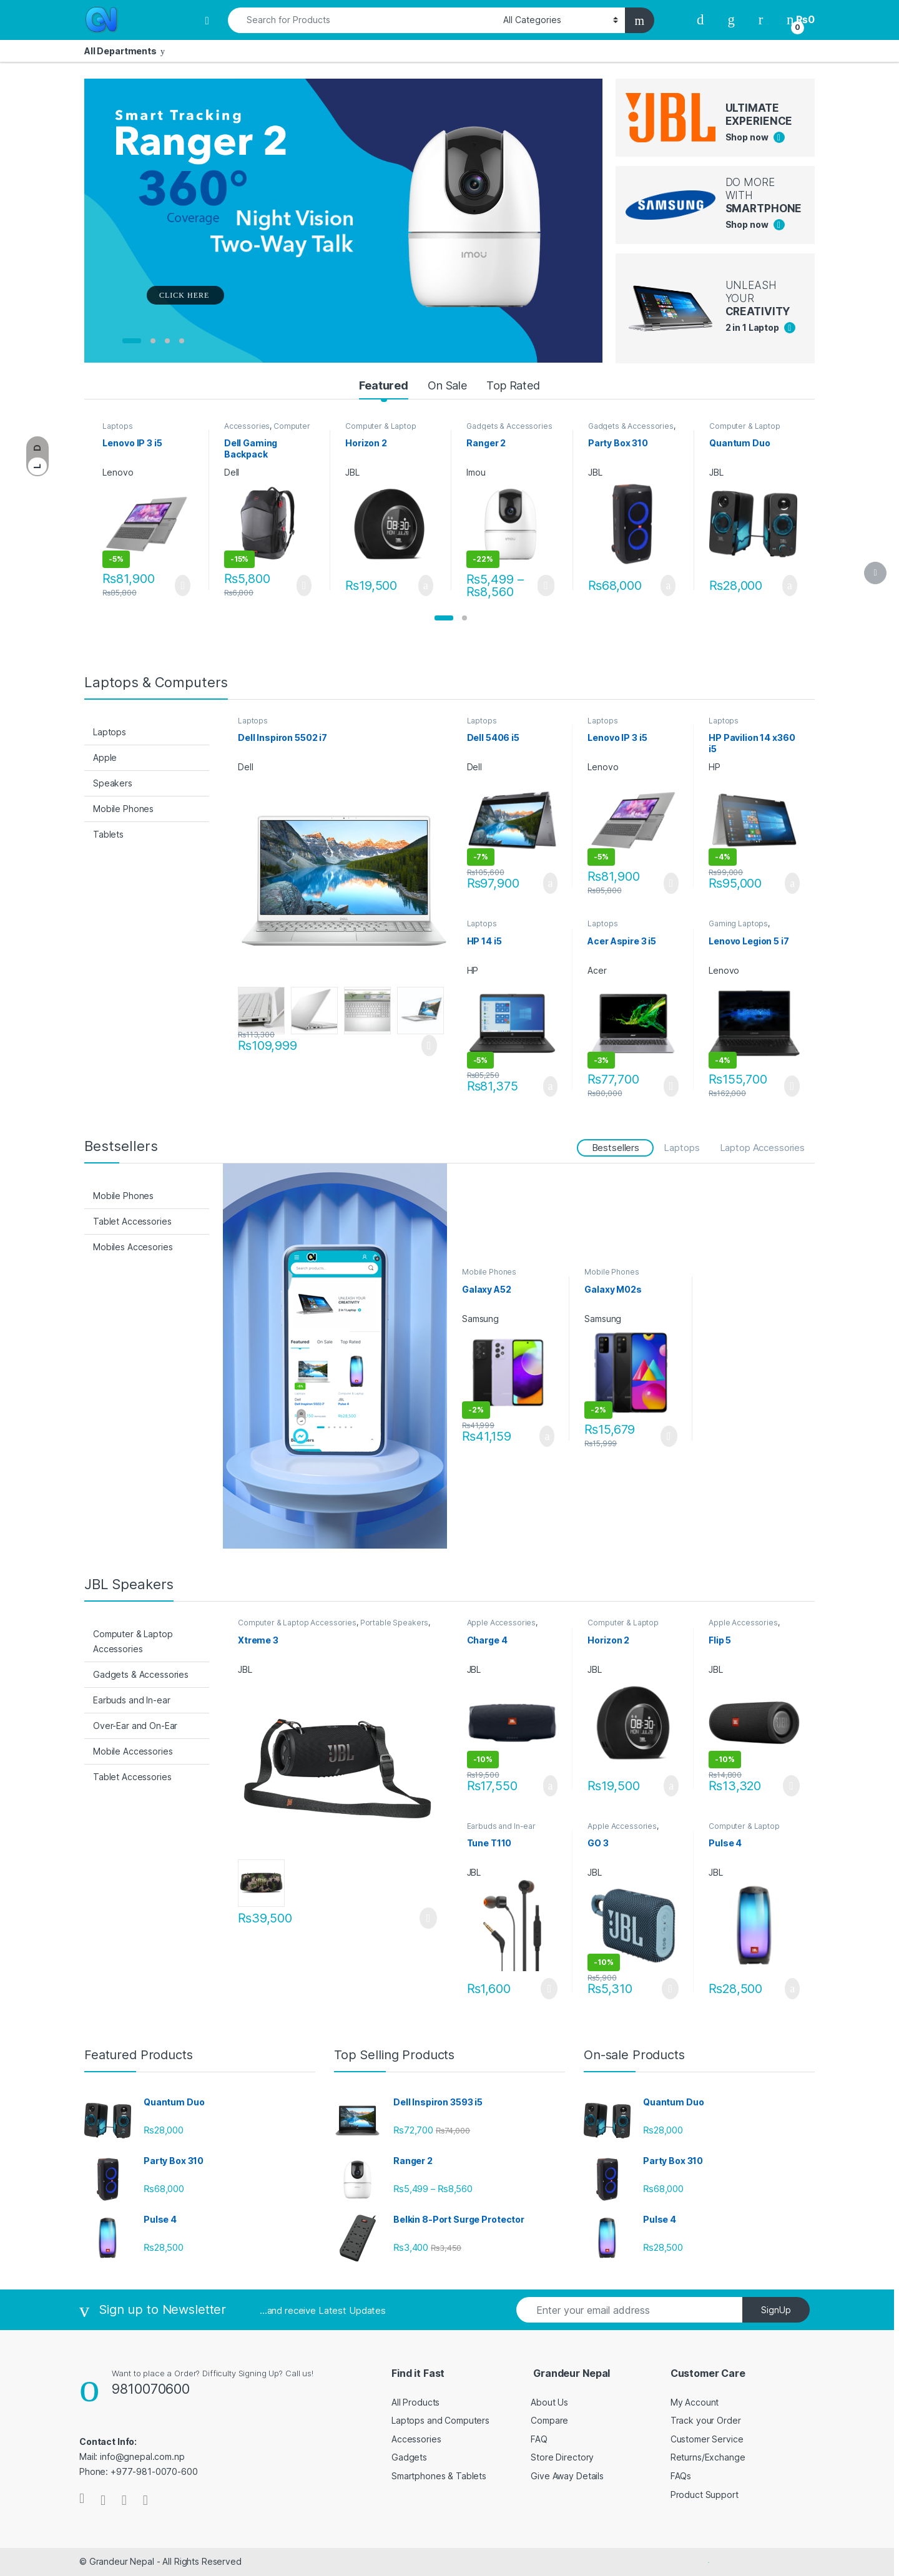 Search for Products
All Categories
m
d
g
r
n
₨0
0
All Departments v
Smart Tracking
Ranger 2
360°
Coverage
Night Vision
Two-Way Talk
imou
CLICK HERE
JBL
ULTIMATE
EXPERIENCE
Shop now
SAMSUNG
DO MORE
WITH
SMARTPHONE
Shop now
UNLEASH
YOUR
CREATIVITY
2 in 1 Laptop
D
L
Featured
On Sale
Top Rated
Laptops
Lenovo IP 3 i5
Lenovo
-5%
₨81,900
₨85,800
Accessories, Computer
Dell Gaming
Backpack
Dell
-15%
₨5,800
₨6,800
Computer & Laptop
Horizon 2
JBL
₨19,500
Gadgets & Accessories
Ranger 2
Imou
-22%
₨5,499 –
₨8,560
Gadgets & Accessories,
Party Box 310
JBL
₨68,000
Computer & Laptop
Quantum Duo
JBL
₨28,000
Laptops & Computers
Laptops
Apple
Speakers
Mobile Phones
Tablets
Laptops
Dell Inspiron 5502 i7
Dell
₨113,300
₨109,999
Laptops
Dell 5406 i5
Dell
-7%
₨105,600
₨97,900
Laptops
Lenovo IP 3 i5
Lenovo
-5%
₨81,900
₨85,800
Laptops
HP Pavilion 14 x360
i5
HP
-4%
₨99,000
₨95,000
Laptops
HP 14 i5
HP
-5%
₨85,250
₨81,375
Laptops
Acer Aspire 3 i5
Acer
-3%
₨77,700
₨80,000
Gaming Laptops,
Lenovo Legion 5 i7
Lenovo
-4%
₨155,700
₨162,000
Bestsellers
Bestsellers
Laptops
Laptop Accessories
Mobile Phones
Tablet Accessories
Mobiles Accesories
Mobile Phones
Galaxy A52
Samsung
-2%
₨41,999
₨41,159
Mobile Phones
Galaxy M02s
Samsung
-2%
₨15,679
₨15,999
JBL Speakers
Computer & Laptop
Accessories
Gadgets & Accessories
Earbuds and In-ear
Over-Ear and On-Ear
Mobile Accessories
Tablet Accessories
Computer & Laptop Accessories, Portable Speakers,
Xtreme 3
JBL
₨39,500
Apple Accessories,
Charge 4
JBL
-10%
₨19,500
₨17,550
Computer & Laptop
Horizon 2
JBL
₨19,500
Apple Accessories,
Flip 5
JBL
-10%
₨14,800
₨13,320
Earbuds and In-ear
Tune T110
JBL
₨1,600
Apple Accessories,
GO 3
JBL
-10%
₨5,900
₨5,310
Computer & Laptop
Pulse 4
JBL
₨28,500
Featured Products
Quantum Duo
₨28,000
Party Box 310
₨68,000
Pulse 4
₨28,500
Top Selling Products
Dell Inspiron 3593 i5
₨72,700 ₨74,000
Ranger 2
₨5,499 – ₨8,560
Belkin 8-Port Surge Protector
₨3,400 ₨3,450
On-sale Products
Quantum Duo
₨28,000
Party Box 310
₨68,000
Pulse 4
₨28,500
v Sign up to Newsletter
...and receive Latest Updates
Enter your email address
SignUp
Want to place a Order? Difficulty Signing Up? Call us!
9810070600
Contact Info:
Mail: info@gnepal.com.np
Phone: +977-981-0070-600
Find it Fast
All Products
Laptops and Computers
Accessories
Gadgets
Smartphones & Tablets
Grandeur Nepal
About Us
Compare
FAQ
Store Directory
Give Away Details
Customer Care
My Account
Track your Order
Customer Service
Returns/Exchange
FAQs
Product Support
© Grandeur Nepal - All Rights Reserved